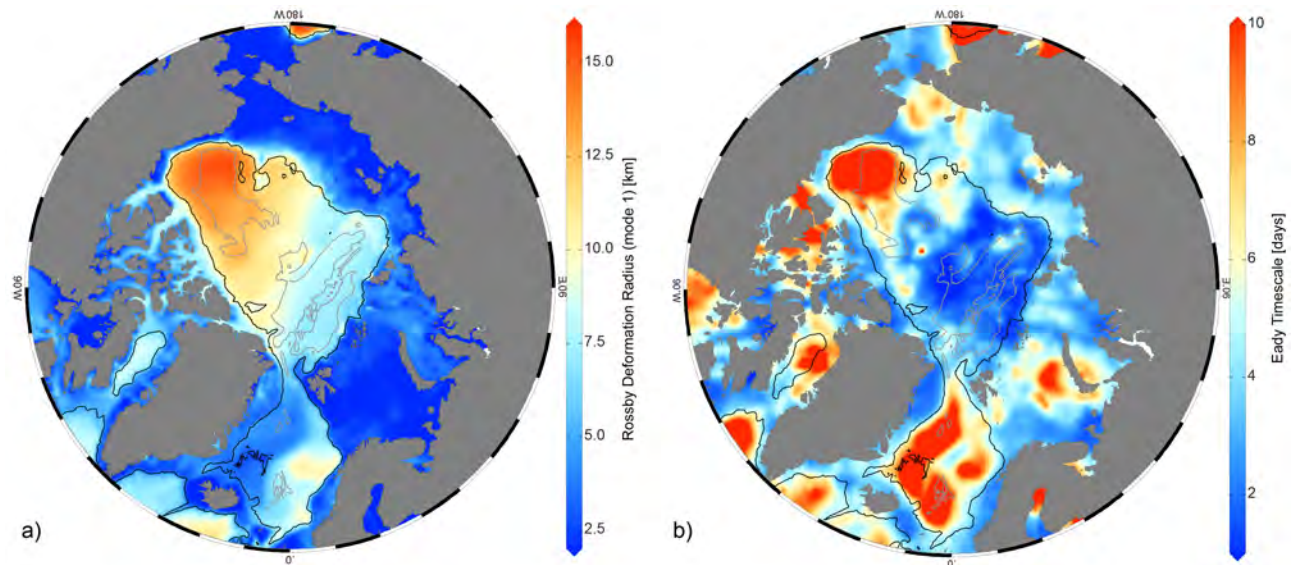 180°W
90°W
90°E
0°
a)
15.0
12.5
10.0
7.5
5.0
2.5
Rossby Deformation Radius (mode 1) [km]
180°W
90°W
90°E
0°
b)
10
8
6
4
2
Eady Timescale [days]